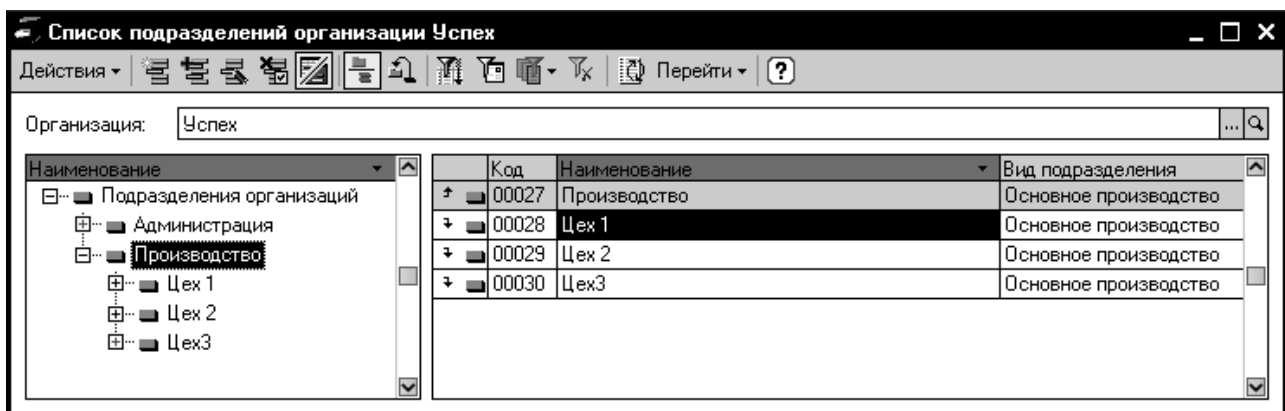 Список подразделений организации Успех
Действия Перейти ?
Организация: Успех ...
Наименование
Подразделения организаций
Администрация
Производство
Цех 1
Цех 2
Цех3
Код Наименование Вид подразделения
00027 Производство Основное производство
00028 Цех 1 Основное производство
00029 Цех 2 Основное производство
00030 Цех3 Основное производство